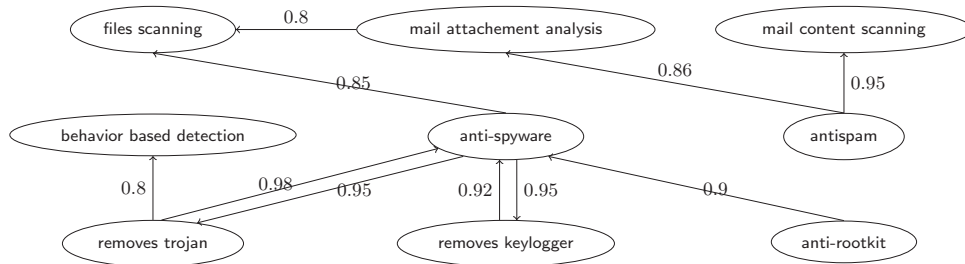 files scanning
0.8
mail attachement analysis
mail content scanning
0.85
0.86
0.95
behavior based detection
anti-spyware
antispam
0.8
0.98
0.95
0.92
0.95
0.9
removes trojan
removes keylogger
anti-rootkit